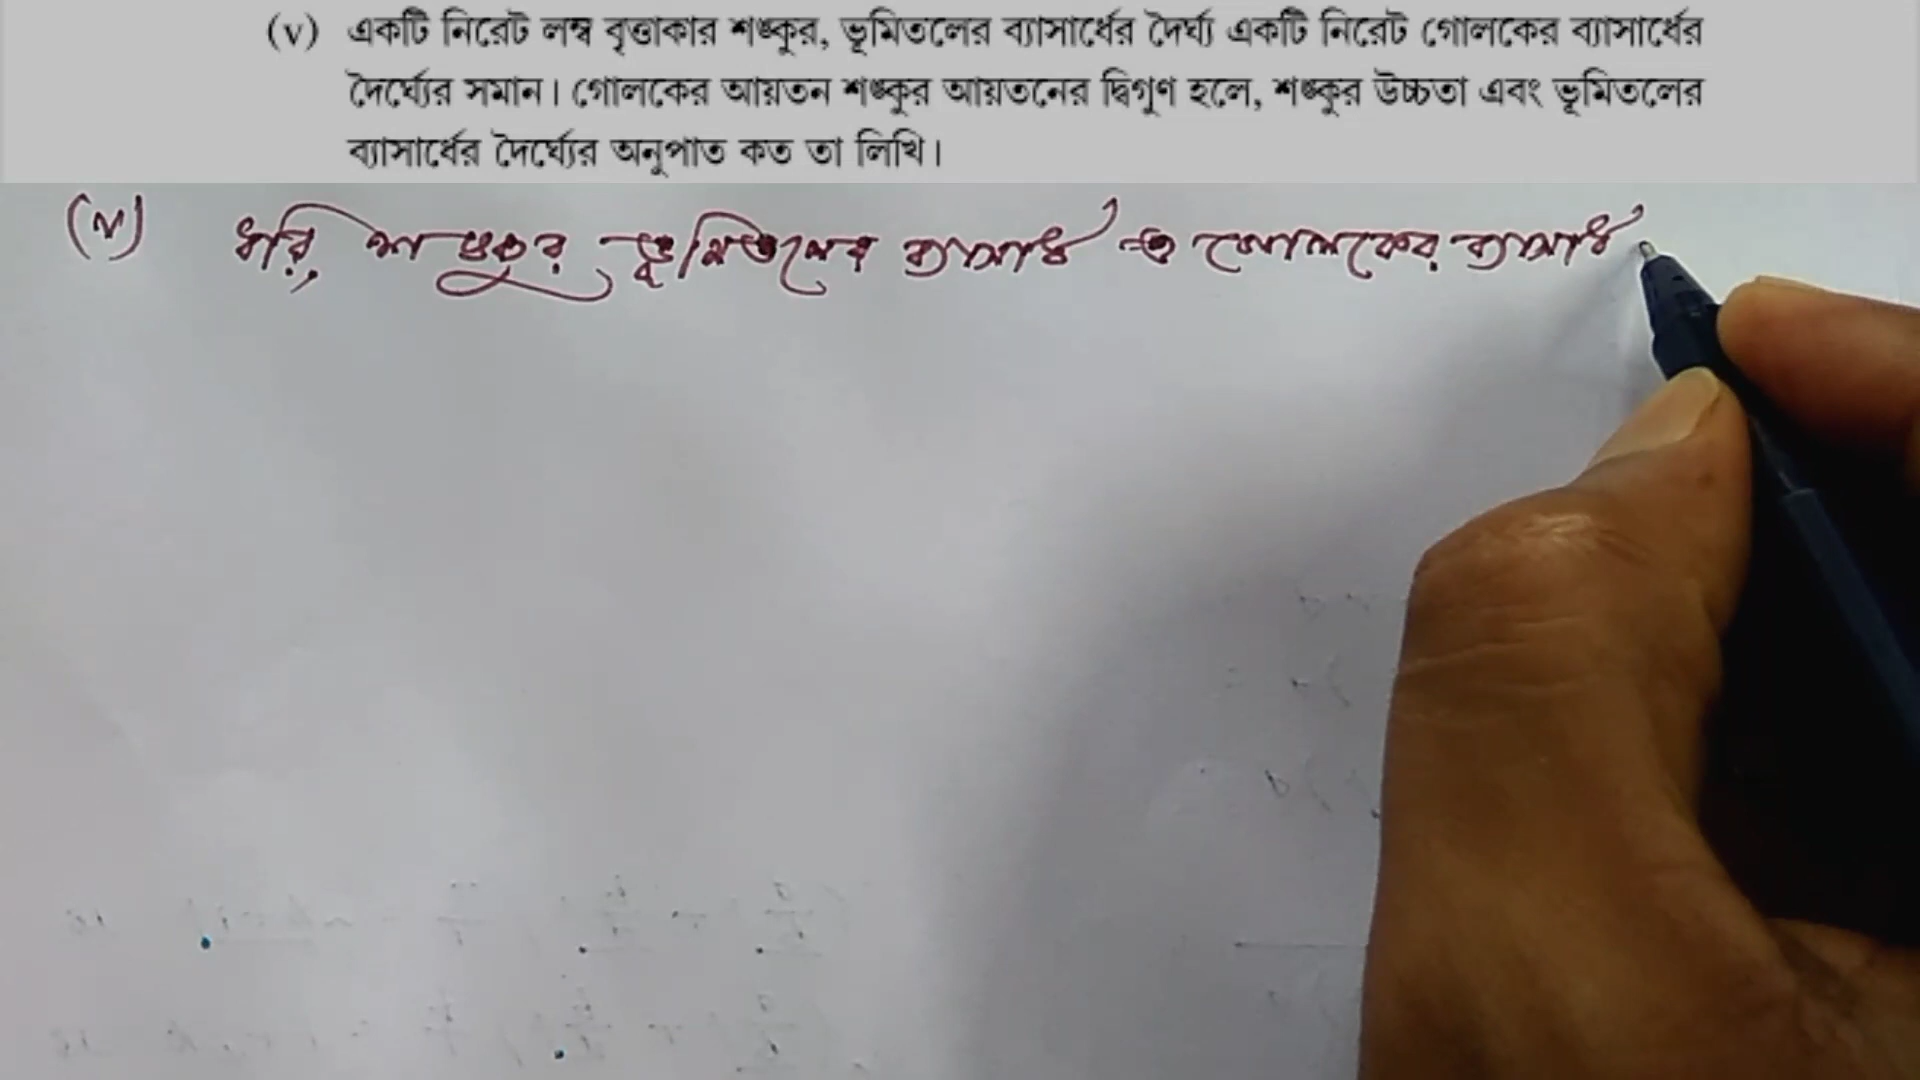 (v) একটি নিরেট লম্ব বৃত্তাকার শঙ্কুর, ভূমিতলের ব্যাসার্ধের দৈর্ঘ্য একটি নিরেট গোলকের ব্যাসার্ধের
দৈর্ঘ্যের সমান। গোলকের আয়তন শঙ্কুর আয়তনের দ্বিগুণ হলে, শঙ্কুর উচ্চতা এবং ভূমিতলের
ব্যাসার্ধের দৈর্ঘ্যের অনুপাত কত তা লিখি।
(v) ধরি, শঙ্কুর ভূমিতলের ব্যাসার্ধ ও গোলকের ব্যাসার্ধ